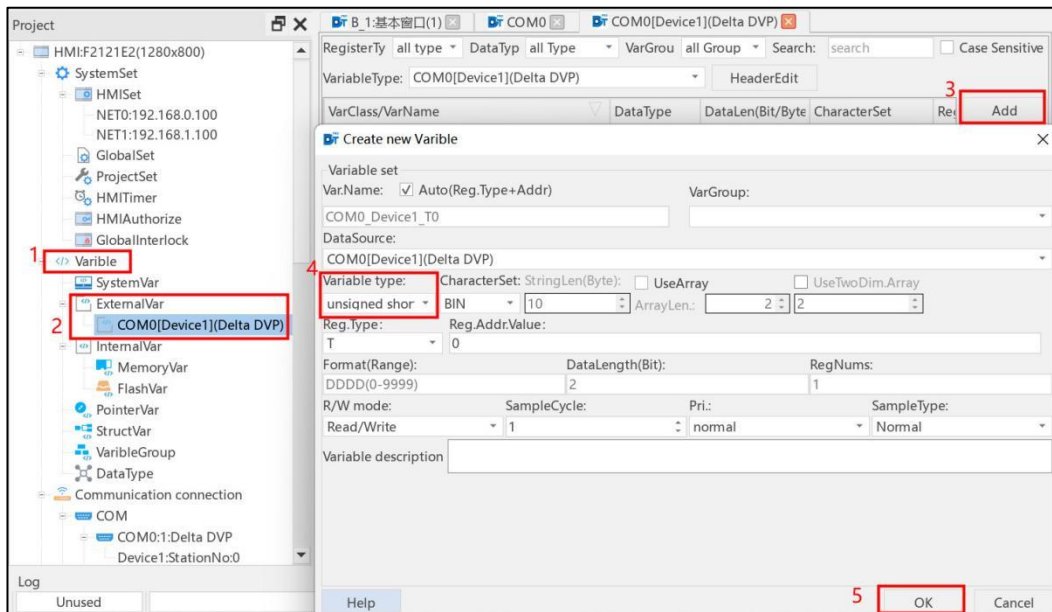 Project
B_1:基本窗口(1) COM0 COM0[Device1](Delta DVP)
HMI:F2121E2(1280x800)
SystemSet
HMISet
NET0:192.168.0.100
NET1:192.168.1.100
GlobalSet
ProjectSet
HMITimer
HMIAuthorize
GlobalInterlock
1 Varible
SystemVar
2 ExternalVar
COM0[Device1](Delta DVP)
InternalVar
MemoryVar
FlashVar
PointerVar
StructVar
VaribleGroup
DataType
Communication connection
COM
COM0:1:Delta DVP
Device1:StationNo:0
Log
Unused
RegisterTy all type DataTyp all Type VarGrou all Group Search: search Case Sensitive
VariableType: COM0[Device1](Delta DVP) HeaderEdit
3
VarClass/VarName DataType DataLen(Bit/Byte CharacterSet Reg Add
Create new Varible
Variable set
Var.Name: Auto(Reg.Type+Addr) VarGroup:
COM0_Device1_T0
DataSource:
COM0[Device1](Delta DVP)
4
Variable type: CharacterSet: StringLen(Byte): UseArray UseTwoDim.Array
unsigned shor BIN 10 ArrayLen.: 2 2
Reg.Type: Reg.Addr.Value:
T 0
Format(Range): DataLength(Bit): RegNums:
DDDD(0-9999) 2 1
R/W mode: SampleCycle: Pri.: SampleType:
Read/Write 1 normal Normal
Variable description
Help 5 OK Cancel